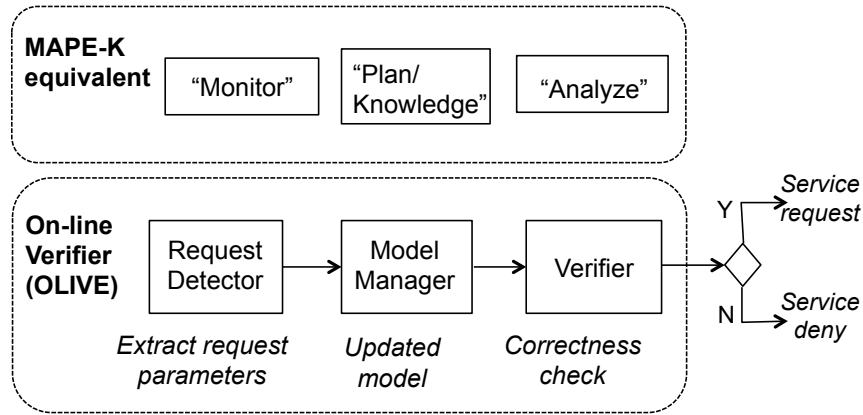 MAPE-K
equivalent
“Monitor”
“Plan/
Knowledge”
“Analyze”
On-line
Verifier
(OLIVE)
Request
Detector
Model
Manager
Verifier
Extract request
parameters
Updated
model
Correctness
check
Y
Service
request
N
Service
deny